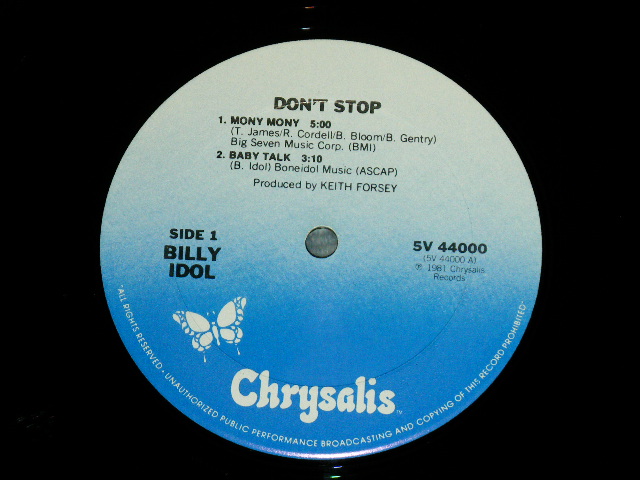 DON'T STOP
1. MONY MONY 5:00
(T. James/R. Cordell/B. Bloom/B. Gentry)
Big Seven Music Corp. (BMI)
2. BABY TALK 3:10
(B. Idol) Boneidol Music (ASCAP)
Produced by KEITH FORSEY
SIDE 1
BILLY
IDOL
5V 44000
(5V 44000 A)
℗ 1981 Chrysalis
Records
Chrysalis™
"ALL RIGHTS RESERVED - UNAUTHORIZED PUBLIC PERFORMANCE BROADCASTING AND COPYING OF THIS RECORD PROHIBITED"